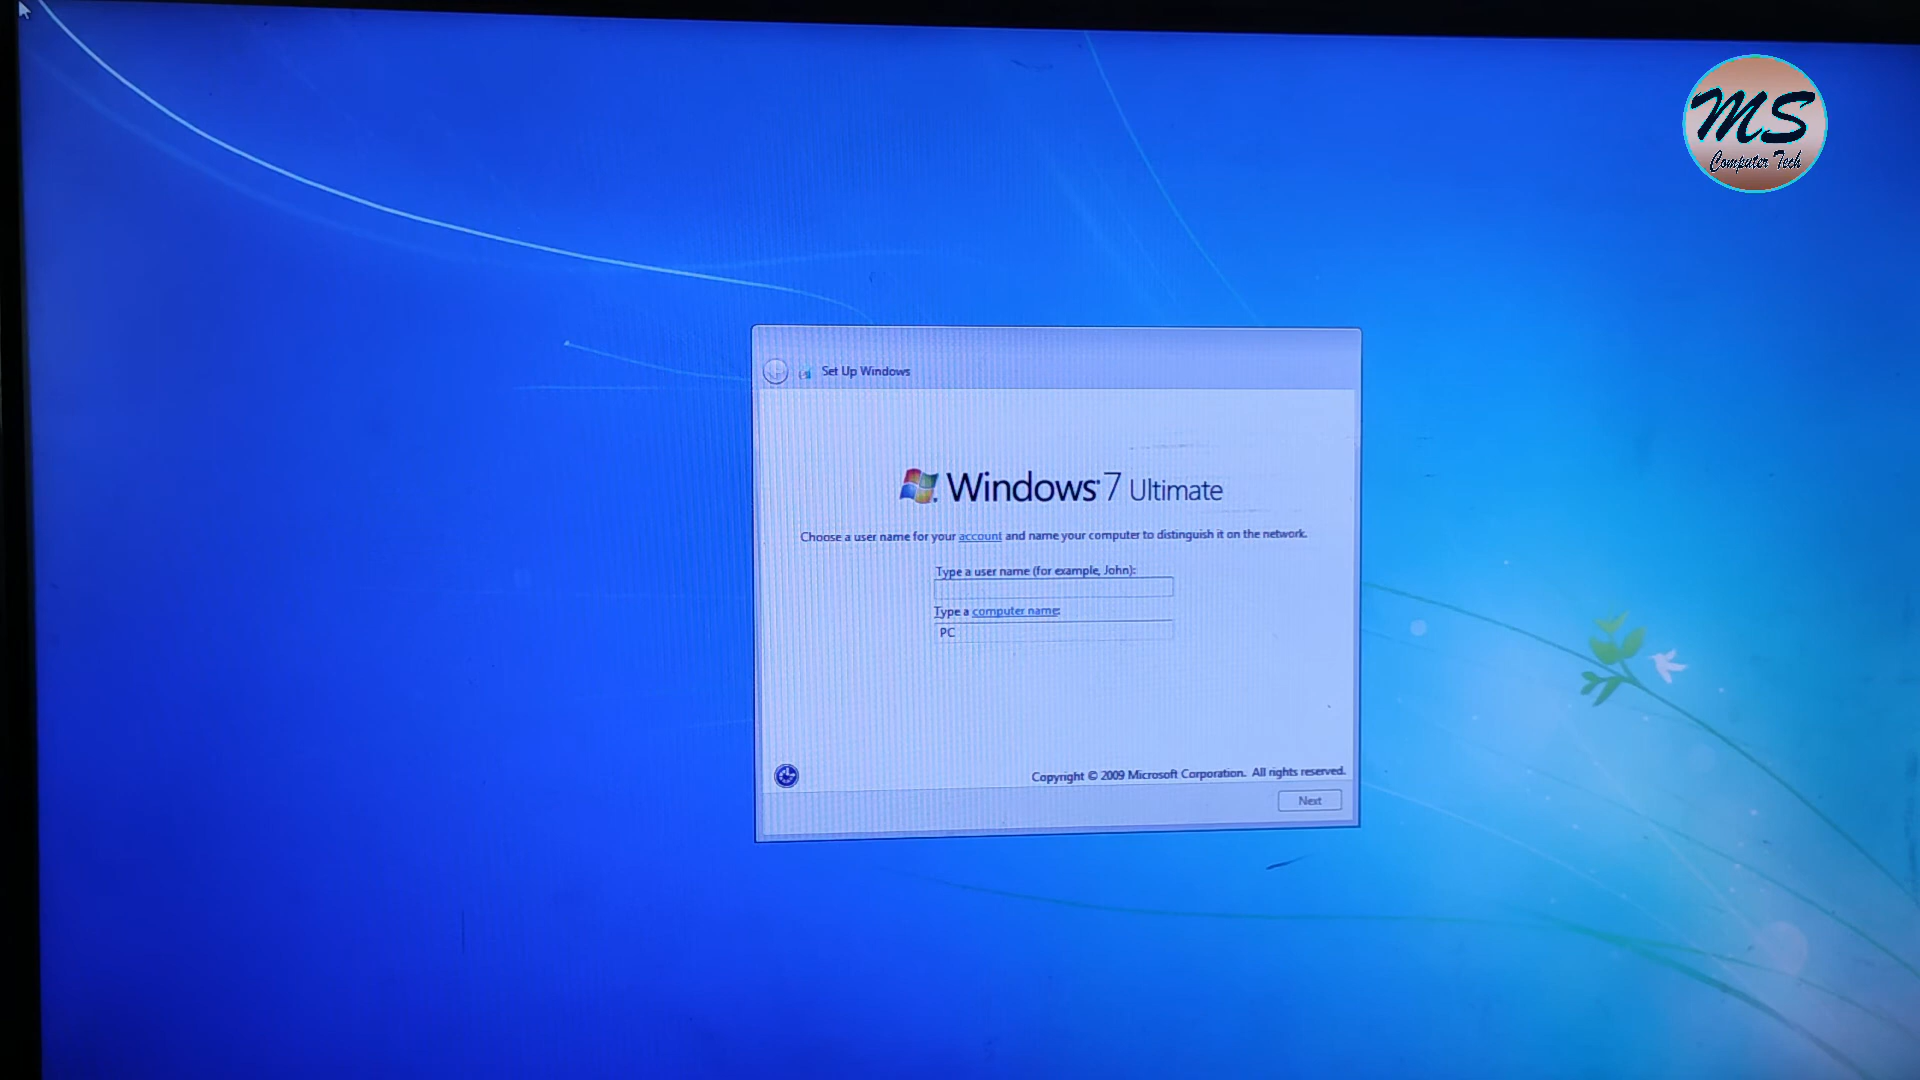 MS
Computer Tech
Set Up Windows
Windows 7 Ultimate
Choose a user name for your account and name your computer to distinguish it on the network.
Type a user name (for example, John):
Type a computer name:
PC
Copyright © 2009 Microsoft Corporation. All rights reserved.
Next